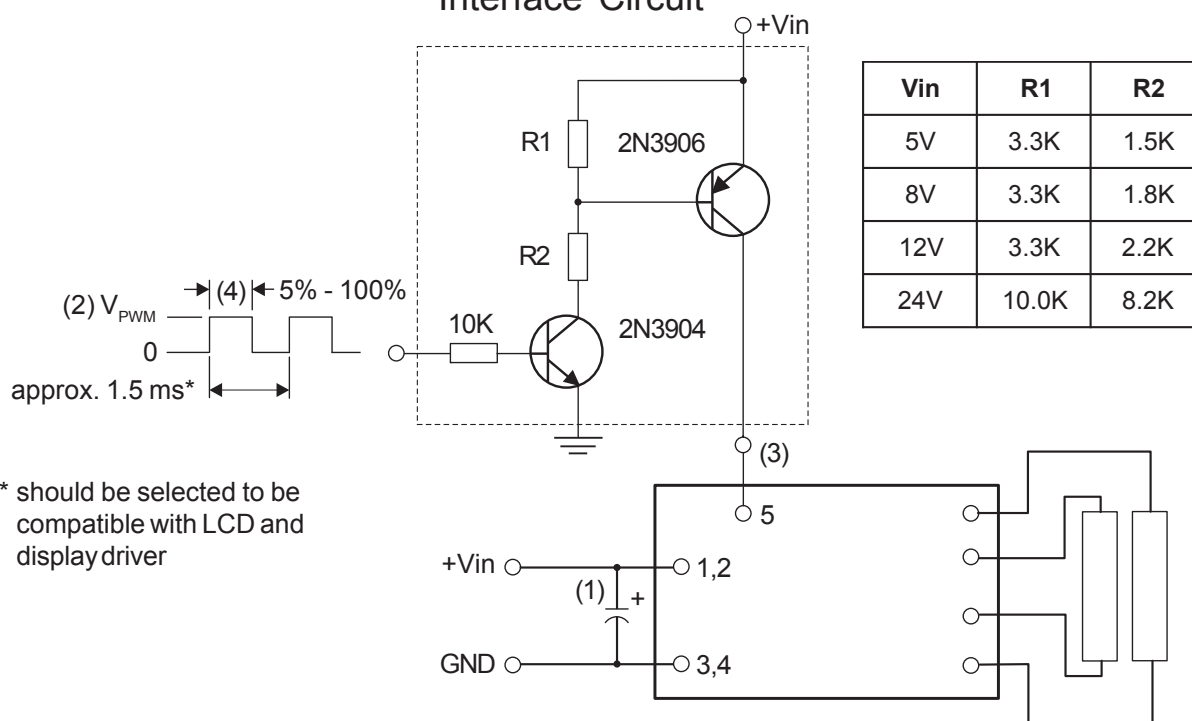 Interface Circuit
+Vin
R1
2N3906
R2
(2) VPWM
(4)
5% - 100%
0
approx. 1.5 ms*
10K
2N3904
(3)
Vin R1 R2
5V 3.3K 1.5K
8V 3.3K 1.8K
12V 3.3K 2.2K
24V 10.0K 8.2K
* should be selected to be
compatible with LCD and
display driver
5
+Vin
1,2
(1)
+
GND
3,4